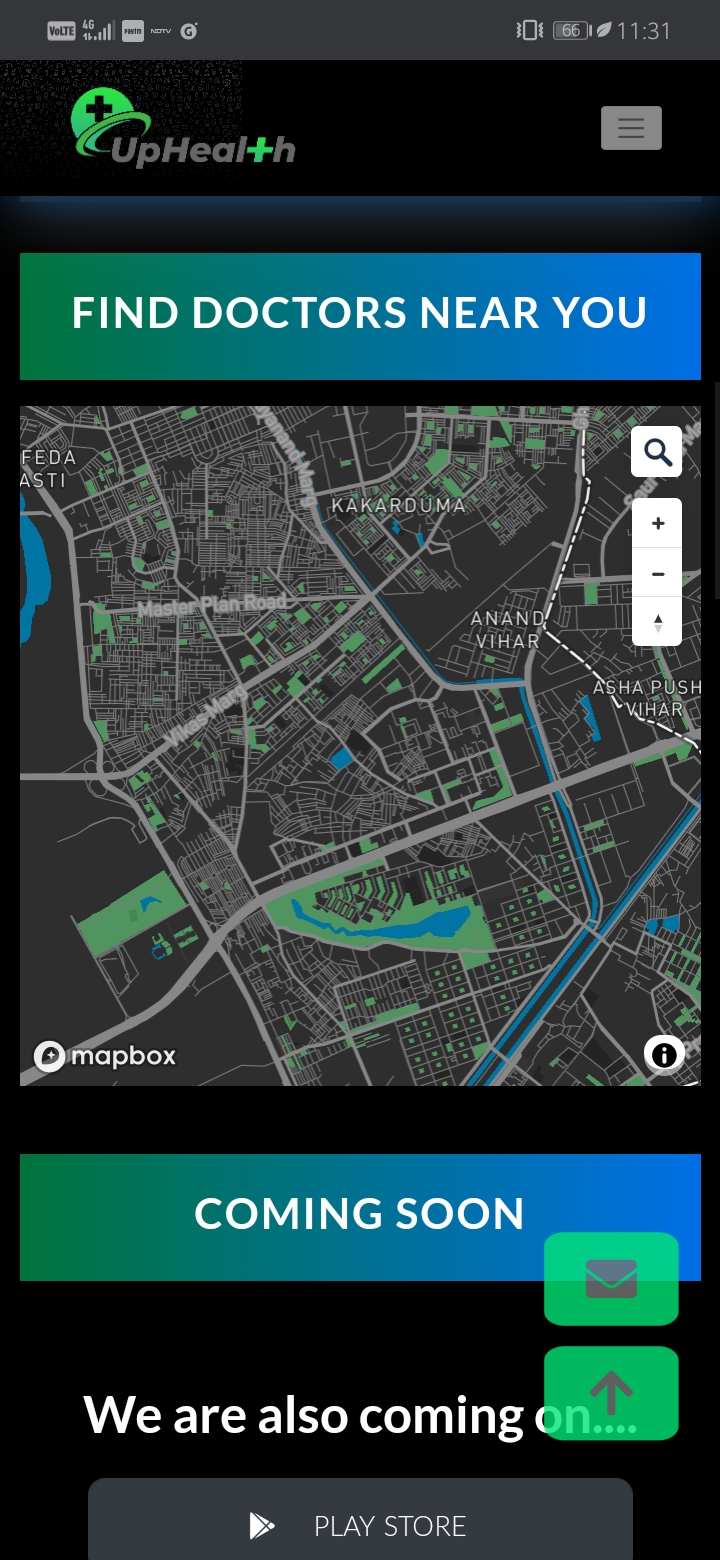 VoLTE 4G Paytm NDTV G 66 11:31
UpHealth
FIND DOCTORS NEAR YOU
FEDA
ASTI
KAKARDUMA
Master Plan Road
ANAND
VIHAR
ASHA PUSH
VIHAR
Vikas Marg
mapbox
COMING SOON
We are also coming on....
PLAY STORE